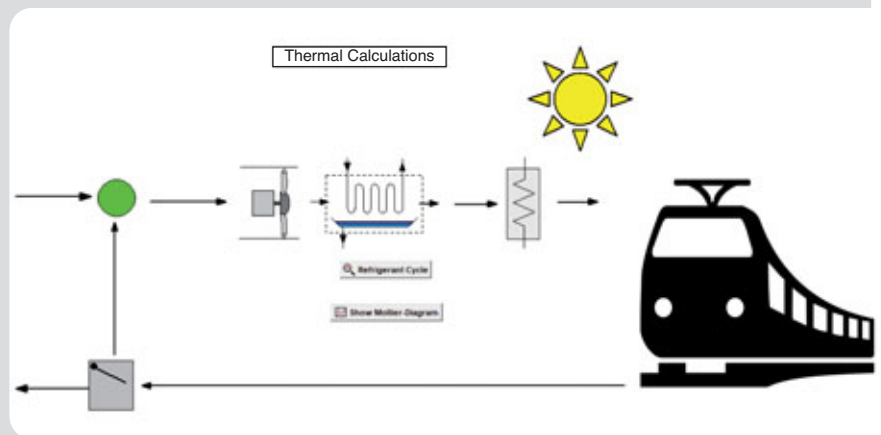 Thermal Calculations
Refrigerant Cycle
Show Mollier-Diagram